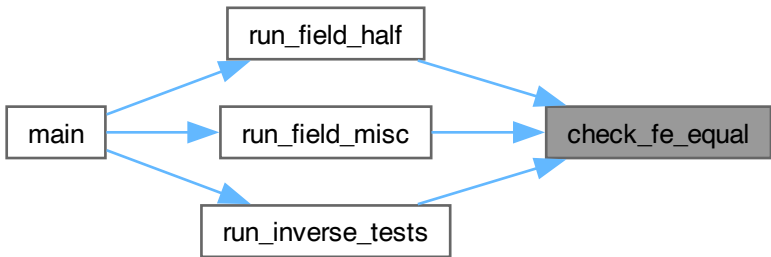 run_field_half
main
run_field_misc
check_fe_equal
run_inverse_tests